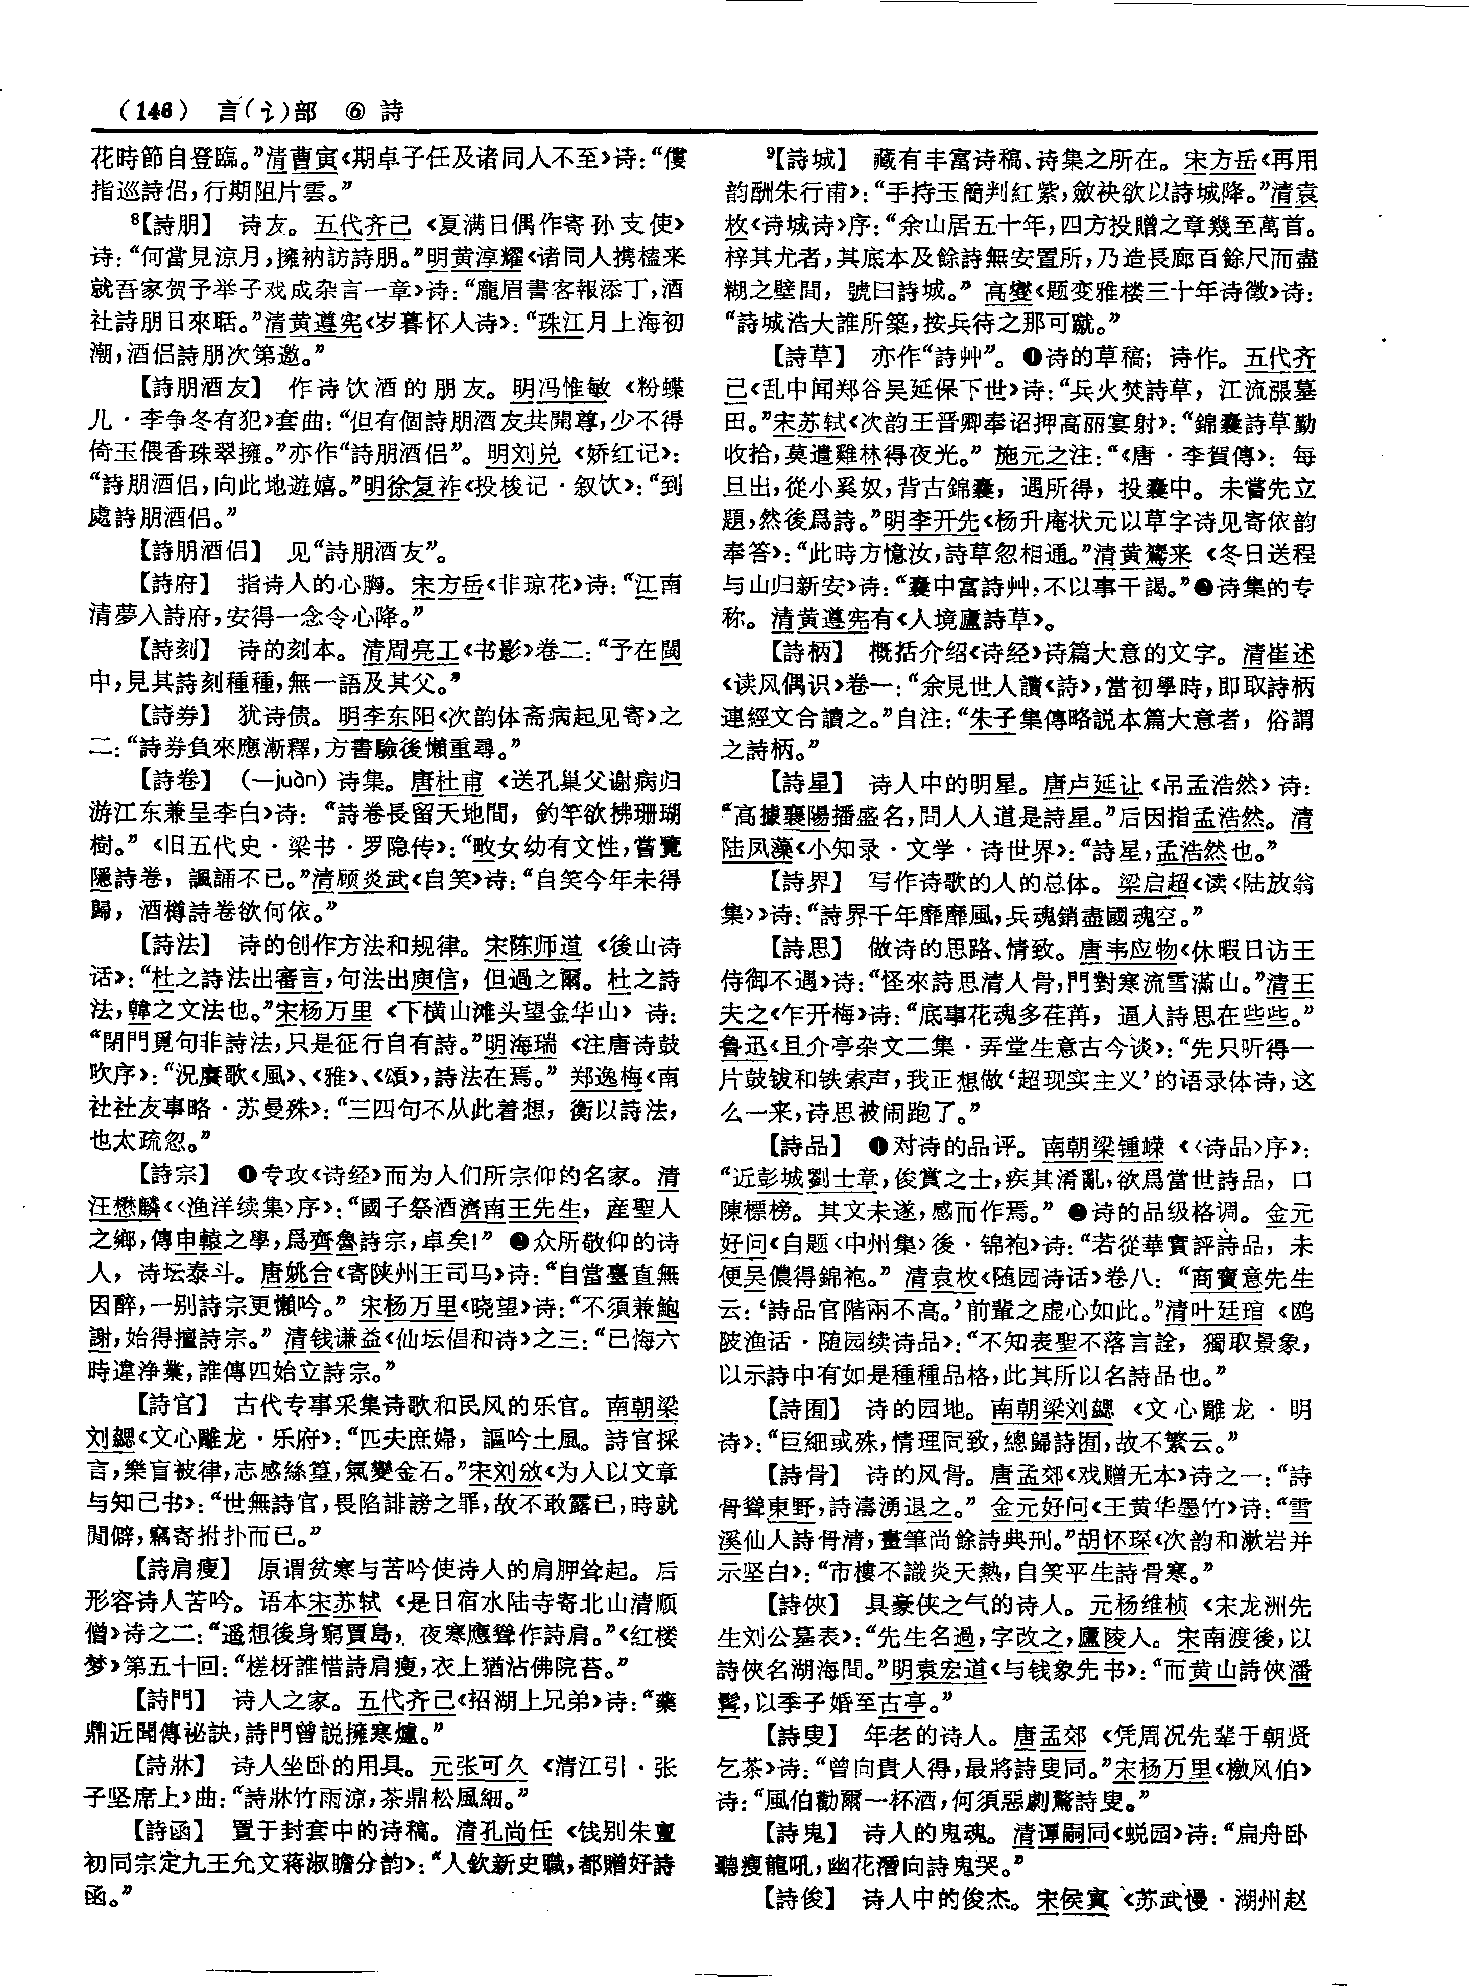 (146) 言(讠)部 ⑥ 詩
花時節自登臨。”清曹寅《期卓子任及诸同人不至》诗：“僂
指巡詩侣，行期阻片雲。”
⁸【詩朋】 诗友。五代齐己《夏满日偶作寄孙支使》
诗：“何當見涼月，擁衲訪詩朋。”明黄淳耀《诸同人携榼来
就吾家贺予举子戏成杂言一章》诗：“龐眉書客報添丁，酒
社詩朋日來聒。”清黄遵宪《岁暮怀人诗》：“珠江月上海初
潮，酒侣詩朋次第邀。”
【詩朋酒友】 作诗饮酒的朋友。明冯惟敏《粉蝶
儿·李争冬有犯》套曲：“但有個詩朋酒友共開尊，少不得
倚玉偎香珠翠擁。”亦作“詩朋酒侣”。明刘兑《娇红记》：
“詩朋酒侣，向此地遊嬉。”明徐复祚《投梭记·叙饮》：“到
處詩朋酒侣。”
【詩朋酒侣】 见“詩朋酒友”。
【詩府】 指诗人的心胸。宋方岳《非琼花》诗：“江南
清夢入詩府，安得一念令心降。”
【詩刻】 诗的刻本。清周亮工《书影》卷二：“予在閩
中，見其詩刻種種，無一語及其父。”
【詩券】 犹诗债。明李东阳《次韵体斋病起见寄》之
二：“詩券負來應漸釋，方書驗後懶重尋。”
【詩卷】 (—juàn) 诗集。唐杜甫《送孔巢父谢病归
游江东兼呈李白》诗：“詩卷長留天地間，釣竿欲拂珊瑚
樹。”《旧五代史·梁书·罗隐传》：“畋女幼有文性，嘗覽
隱詩卷，諷誦不已。”清顾炎武《自笑》诗：“自笑今年未得
歸，酒樽詩卷欲何依。”
【詩法】 诗的创作方法和规律。宋陈师道《後山诗
话》：“杜之詩法出審言，句法出庾信，但過之爾。杜之詩
法，韓之文法也。”宋杨万里《下横山滩头望金华山》诗：
“閉門覓句非詩法，只是征行自有詩。”明海瑞《注唐诗鼓
吹序》：“況賡歌《風》、《雅》、《頌》，詩法在焉。”郑逸梅《南
社社友事略·苏曼殊》：“三四句不从此着想，衡以詩法，
也太疏忽。”
【詩宗】 ❶专攻《诗经》而为人们所宗仰的名家。清
汪懋麟《〈渔洋续集〉序》：“國子祭酒濟南王先生，産聖人
之鄉，傳申轅之學，爲齊魯詩宗，卓矣！”❷众所敬仰的诗
人，诗坛泰斗。唐姚合《寄陕州王司马》诗：“自當臺直無
因醉，一别詩宗更懶吟。”宋杨万里《晓望》诗：“不須兼鮑
謝，始得擅詩宗。”清钱谦益《仙坛倡和诗》之三：“已悔六
時違浄業，誰傳四始立詩宗。”
【詩官】 古代专事采集诗歌和民风的乐官。南朝梁
刘勰《文心雕龙·乐府》：“匹夫庶婦，謳吟土風。詩官採
言，樂盲被律，志感絲篁，氣變金石。”宋刘攽《为人以文章
与知己书》：“世無詩官，畏陷誹謗之罪，故不敢露已，時就
閒僻，竊寄拊扑而已。”
【詩肩瘦】 原谓贫寒与苦吟使诗人的肩胛耸起。后
形容诗人苦吟。语本宋苏轼《是日宿水陆寺寄北山清顺
僧》诗之二：“遥想後身窮賈島，夜寒應聳作詩肩。”《红楼
梦》第五十回：“槎枒誰惜詩肩瘦，衣上猶沾佛院苔。”
【詩門】 诗人之家。五代齐己《招湖上兄弟》诗：“藥
鼎近聞傳祕訣，詩門曾説擁寒爐。”
【詩牀】 诗人坐卧的用具。元张可久《清江引·张
子坚席上》曲：“詩牀竹雨涼，茶鼎松風細。”
【詩函】 置于封套中的诗稿。清孔尚任《饯别朱亶
初同宗定九王允文蒋淑瞻分韵》：“人欽新史職，都贈好詩
函。”
⁹【詩城】 藏有丰富诗稿、诗集之所在。宋方岳《再用
韵酬朱行甫》：“手持玉簡判紅紫，斂袂欲以詩城降。”清袁
枚《诗城诗》序：“余山居五十年，四方投贈之章幾至萬首。
梓其尤者，其底本及餘詩無安置所，乃造長廊百餘尺而盡
糊之壁間，號曰詩城。”高燮《题变雅楼三十年诗徵》诗：
“詩城浩大誰所築，按兵待之那可蹴。”
【詩草】 亦作“詩艸”。❶诗的草稿；诗作。五代齐
己《乱中闻郑谷吴延保下世》诗：“兵火焚詩草，江流漲墓
田。”宋苏轼《次韵王晋卿奉诏押高丽宴射》：“錦囊詩草勤
收拾，莫遣雞林得夜光。”施元之注：“《唐·李賀傳》：每
旦出，從小奚奴，背古錦囊，遇所得，投囊中。未嘗先立
題，然後爲詩。”明李开先《杨升庵状元以草字诗见寄依韵
奉答》：“此時方憶汝，詩草忽相通。”清黄鷟来《冬日送程
与山归新安》诗：“囊中富詩艸，不以事干謁。”❷诗集的专
称。清黄遵宪有《人境廬詩草》。
【詩柄】 概括介绍《诗经》诗篇大意的文字。清崔述
《读风偶识》卷一：“余見世人讀《詩》，當初學時，即取詩柄
連經文合讀之。”自注：“朱子集傳略説本篇大意者，俗謂
之詩柄。”
【詩星】 诗人中的明星。唐卢延让《吊孟浩然》诗：
“高據襄陽播盛名，問人人道是詩星。”后因指孟浩然。清
陆凤藻《小知录·文学·诗世界》：“詩星，孟浩然也。”
【詩界】 写作诗歌的人的总体。梁启超《读〈陆放翁
集〉》诗：“詩界千年靡靡風，兵魂銷盡國魂空。”
【詩思】 做诗的思路、情致。唐韦应物《休暇日访王
侍御不遇》诗：“怪來詩思清人骨，門對寒流雪滿山。”清王
夫之《乍开梅》诗：“底事花魂多荏苒，逼人詩思在些些。”
鲁迅《且介亭杂文二集·弄堂生意古今谈》：“先只听得一
片鼓钹和铁索声，我正想做‘超现实主义’的语录体诗，这
么一来，诗思被闹跑了。”
【詩品】 ❶对诗的品评。南朝梁锺嵘《〈诗品〉序》：
“近彭城劉士章，俊賞之士，疾其淆亂，欲爲當世詩品，口
陳標榜。其文未遂，感而作焉。”❷诗的品级格调。金元
好问《自题〈中州集〉後·锦袍》诗：“若從華實評詩品，未
便吴儂得錦袍。”清袁枚《随园诗话》卷八：“商寶意先生
云：‘詩品官階兩不高。’前輩之虚心如此。”清叶廷琯《鸥
陂渔话·随园续诗品》：“不知表聖不落言詮，獨取景象，
以示詩中有如是種種品格，此其所以名詩品也。”
【詩囿】 诗的园地。南朝梁刘勰《文心雕龙·明
诗》：“巨細或殊，情理同致，總歸詩囿，故不繁云。”
【詩骨】 诗的风骨。唐孟郊《戏赠无本》诗之一：“詩
骨聳東野，詩濤湧退之。”金元好问《王黄华墨竹》诗：“雪
溪仙人詩骨清，畫筆尚餘詩典刑。”胡怀琛《次韵和漱岩并
示坚白》：“市樓不識炎天熱，自笑平生詩骨寒。”
【詩俠】 具豪侠之气的诗人。元杨维桢《宋龙洲先
生刘公墓表》：“先生名過，字改之，廬陵人。宋南渡後，以
詩俠名湖海間。”明袁宏道《与钱象先书》：“而黄山詩俠潘
髯，以季子婚至古亭。”
【詩叟】 年老的诗人。唐孟郊《凭周况先辈于朝贤
乞茶》诗：“曾向貴人得，最將詩叟同。”宋杨万里《檄风伯》
诗：“風伯勸爾一杯酒，何須惡劇驚詩叟。”
【詩鬼】 诗人的鬼魂。清谭嗣同《蜕园》诗：“扁舟卧
聽瘦龍吼，幽花潛向詩鬼哭。”
【詩俊】 诗人中的俊杰。宋侯寘《苏武慢·湖州赵